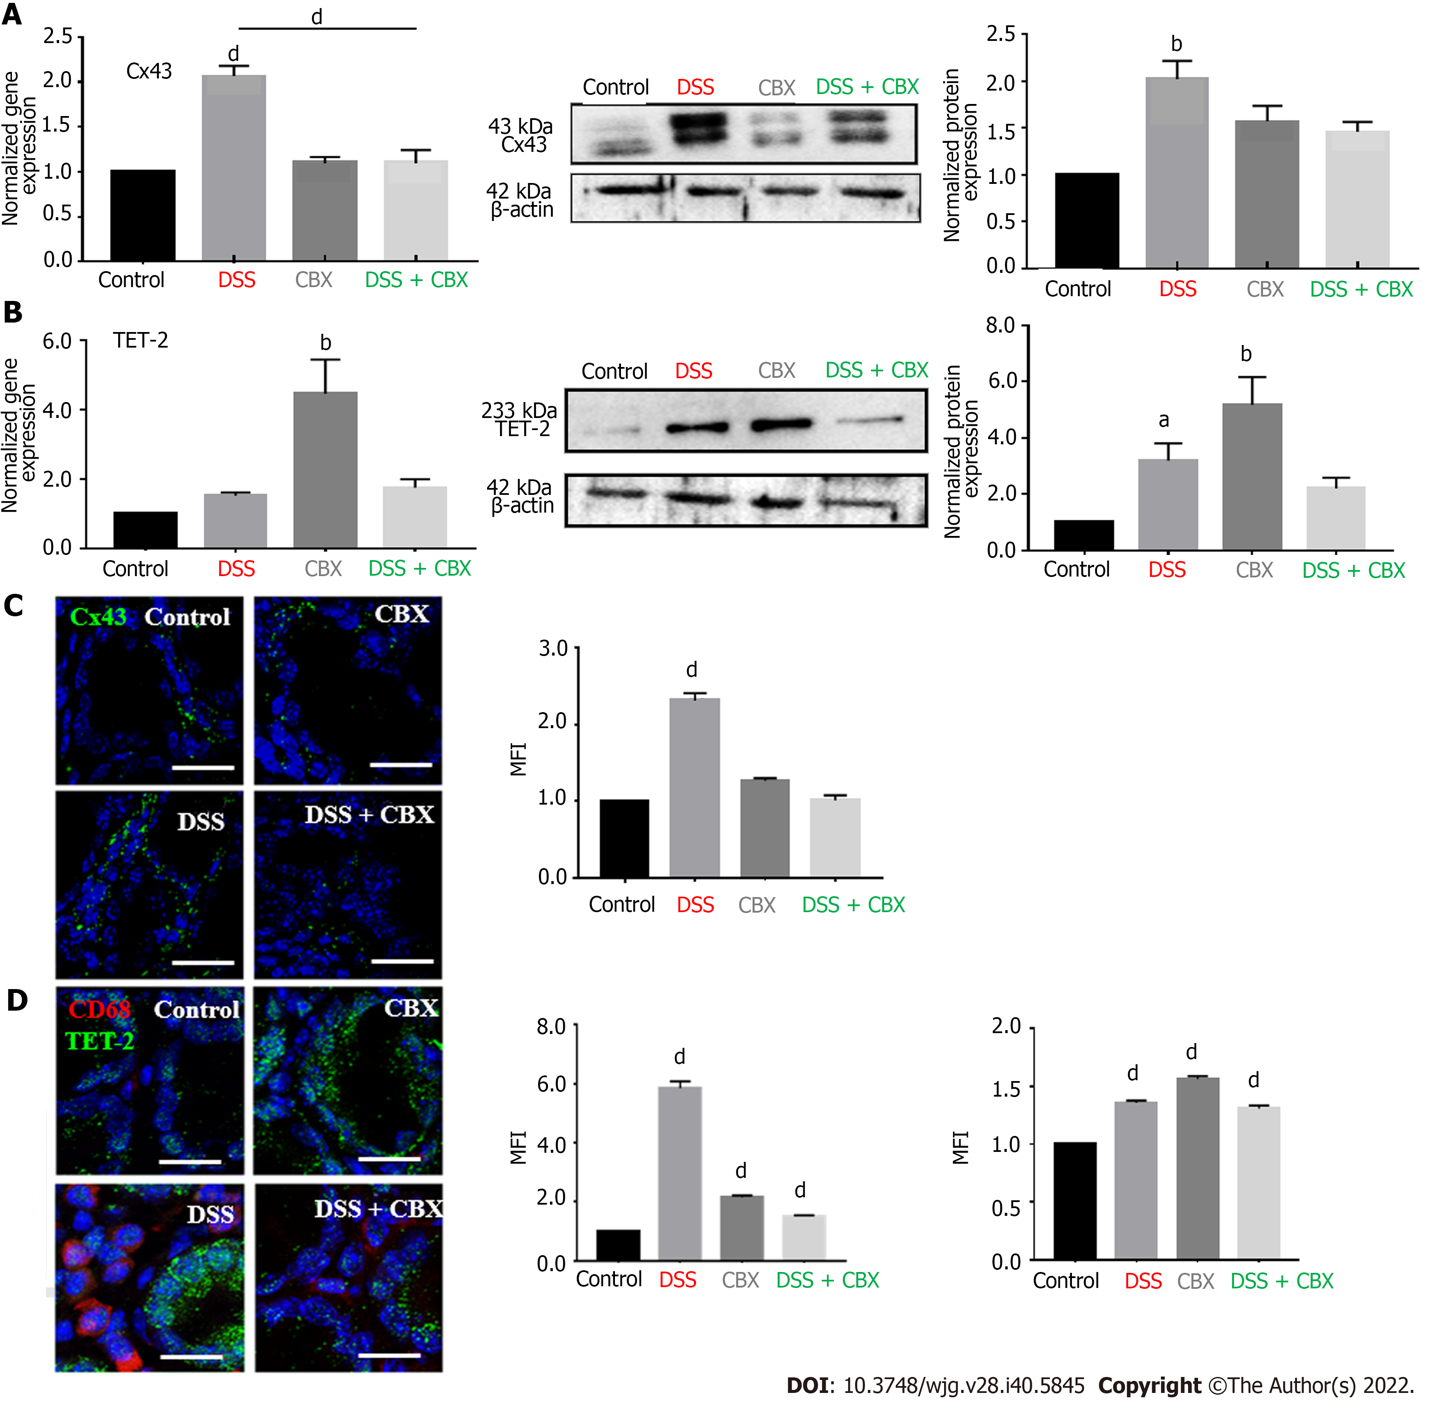 A
d
2.5
2.0
1.5
1.0
0.5
0.0
Normalized gene
expression
Cx43
d
Control DSS CBX DSS + CBX
Control DSS CBX DSS + CBX
43 kDa
Cx43
42 kDa
β-actin
2.5
2.0
1.5
1.0
0.5
0.0
Normalized protein
expression
b
Control DSS CBX DSS + CBX
B
6.0
4.0
2.0
0.0
Normalized gene
expression
TET-2
b
Control DSS CBX DSS + CBX
Control DSS CBX DSS + CBX
233 kDa
TET-2
42 kDa
β-actin
8.0
6.0
4.0
2.0
0.0
Normalized protein
expression
a
b
Control DSS CBX DSS + CBX
C
Cx43 Control
CBX
DSS
DSS + CBX
3.0
2.0
1.0
0.0
MFI
d
Control DSS CBX DSS + CBX
D
CD68 Control
TET-2
CBX
DSS
DSS + CBX
8.0
6.0
4.0
2.0
0.0
MFI
d
d
d
Control DSS CBX DSS + CBX
2.0
1.5
1.0
0.5
0.0
MFI
d
d
d
Control DSS CBX DSS + CBX
DOI: 10.3748/wjg.v28.i40.5845 Copyright ©The Author(s) 2022.